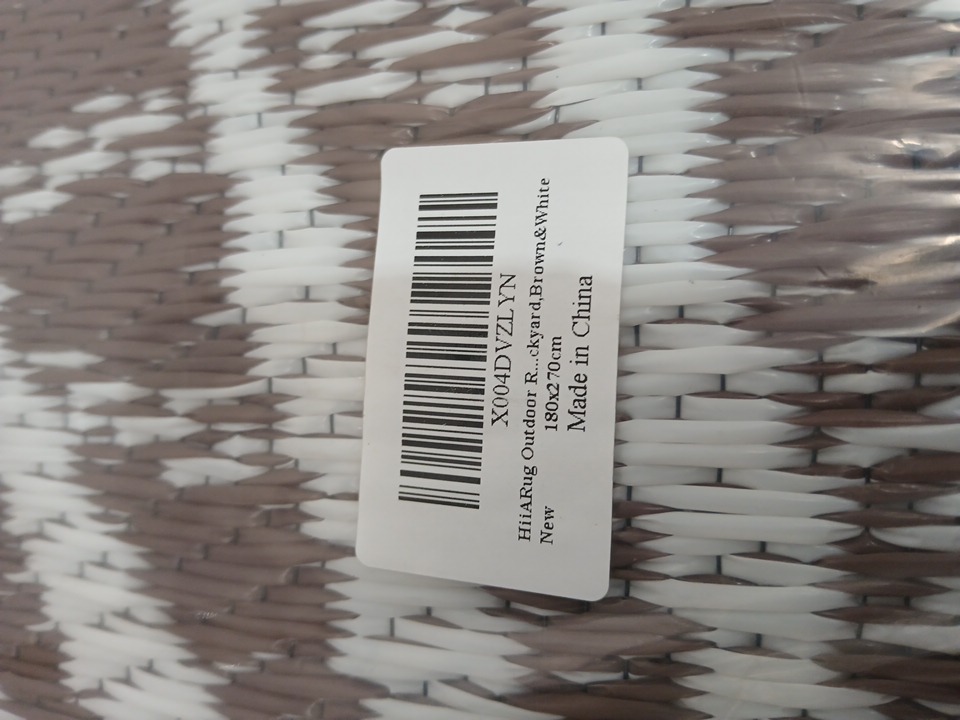 X004DVZLYN
HiiARug Outdoor R...ckyard,Brown&White
New 180x270cm
Made in China